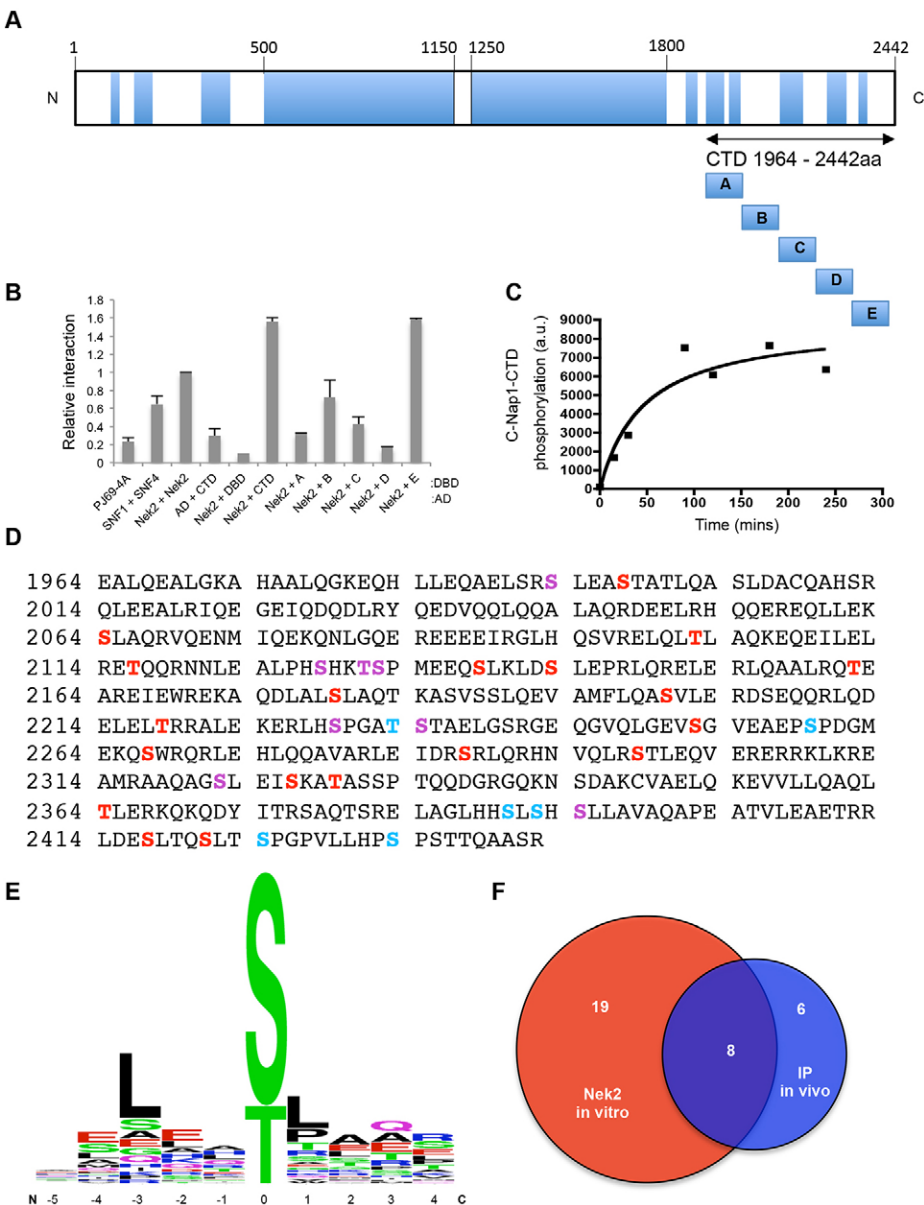 A
1 500 1150 1250 1800 2442
N C
CTD 1964 - 2442aa
A
B
C
D
E
B
Relative interaction
1.8
1.6
1.4
1.2
1
0.8
0.6
0.4
0.2
0
PJ69-4A
SNF1 + SNF4
Nek2 + Nek2
AD + CTD
Nek2 + DBD
Nek2 + CTD
Nek2 + A
Nek2 + B
Nek2 + C
Nek2 + D
Nek2 + E
:DBD
:AD
C
C-Nap1-CTD
phosphorylation (a.u.)
9000
8000
7000
6000
5000
4000
3000
2000
1000
0
0 50 100 150 200 250 300
Time (mins)
D
1964 EALQEALGKA HAALQGKEQH LLEQAELSRS LEASTATLQA SLDACQAHSR
2014 QLEEALRIQE GEIQDQDLRY QEDVQQLQQA LAQRDEELRH QQEREQLLEK
2064 SLAQRVQENM IQEKQNLGQE REEEEIRGLH QSVRELQLTL AQKEQEILEL
2114 RETQQRNNLE ALPHSHKTSP MEEQSLKLDS LEPRLQRELE RLQAALRQTE
2164 AREIEWREKA QDLALSLAQT KASVSSLQEV AMFLQASVLE RDSEQQRLQD
2214 ELELTRRALE KERLHSPGAT STAELGSRGE QGVQLGEVSG VEAEPSPDGM
2264 EKQSWRQRLE HLQQAVARLE IDRSRLQRHN VQLRSTLEQV ERERRKLKRE
2314 AMRAAQAGSL EISKATASSP TQQDGRGQKN SDAKCVAELQ KEVVLLQAQL
2364 TLERKQKQDY ITRSAQTSRE LAGLHHSLSH SLLAVAQAPE ATVLEAETRR
2414 LDESLTQSLT SPGPVLLHPS PSTTQAASR
E
N -5 -4 -3 -2 -1 0 1 2 3 4 C
F
19
8
6
Nek2
in vitro
IP
in vivo